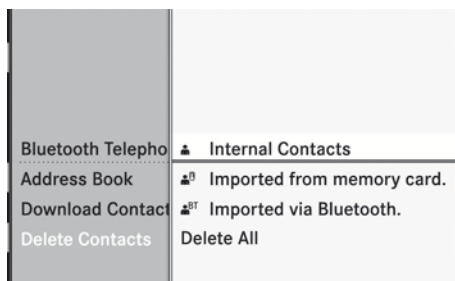 Bluetooth Telepho
Address Book
Download Contact
Delete Contacts
Internal Contacts
Imported from memory card.
BT Imported via Bluetooth.
Delete All